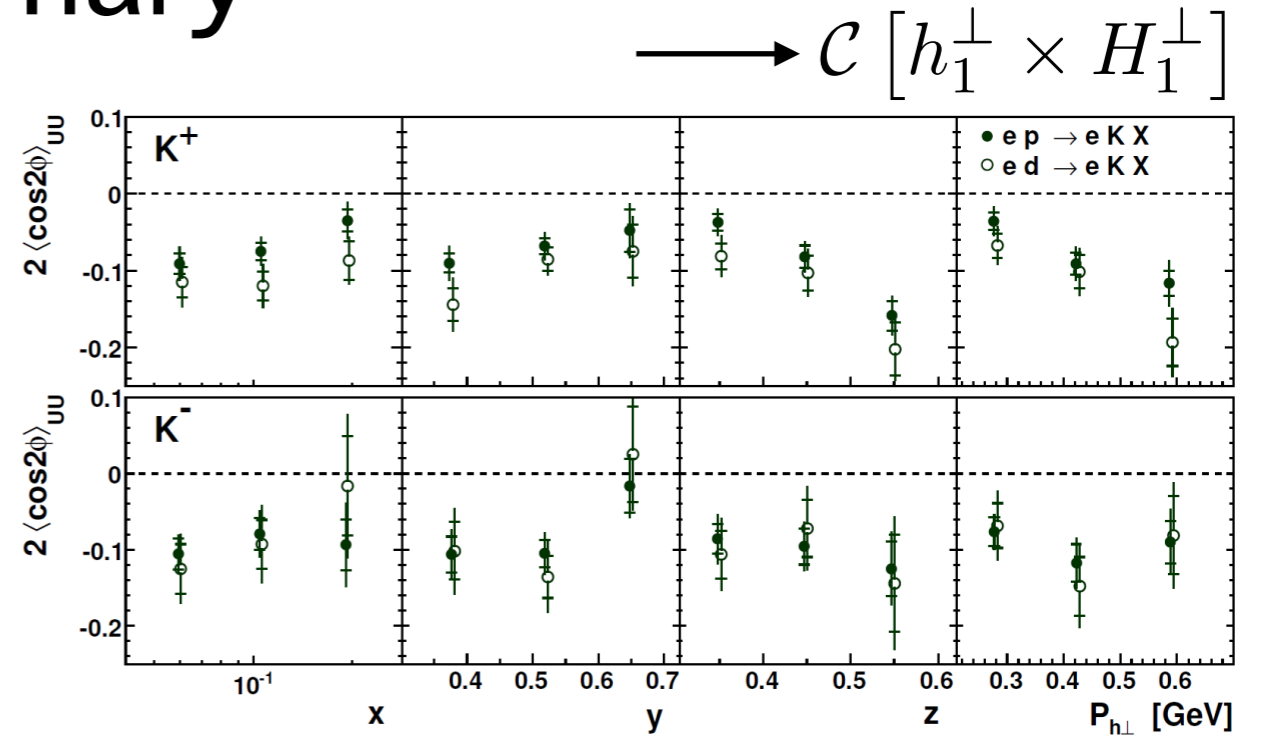 nary
⟶ 𝒞 [h₁^⊥ × H₁^⊥]
0.1
K⁺
● e p → e K X
○ e d → e K X
2 ⟨cos2ϕ⟩_UU
0
-0.1
-0.2
0.1
K⁻
2 ⟨cos2ϕ⟩_UU
0
-0.1
-0.2
10⁻¹ 0.4 0.5 0.6 0.7 0.4 0.5 0.6 0.3 0.4 0.5 0.6
x y z P_h⊥ [GeV]